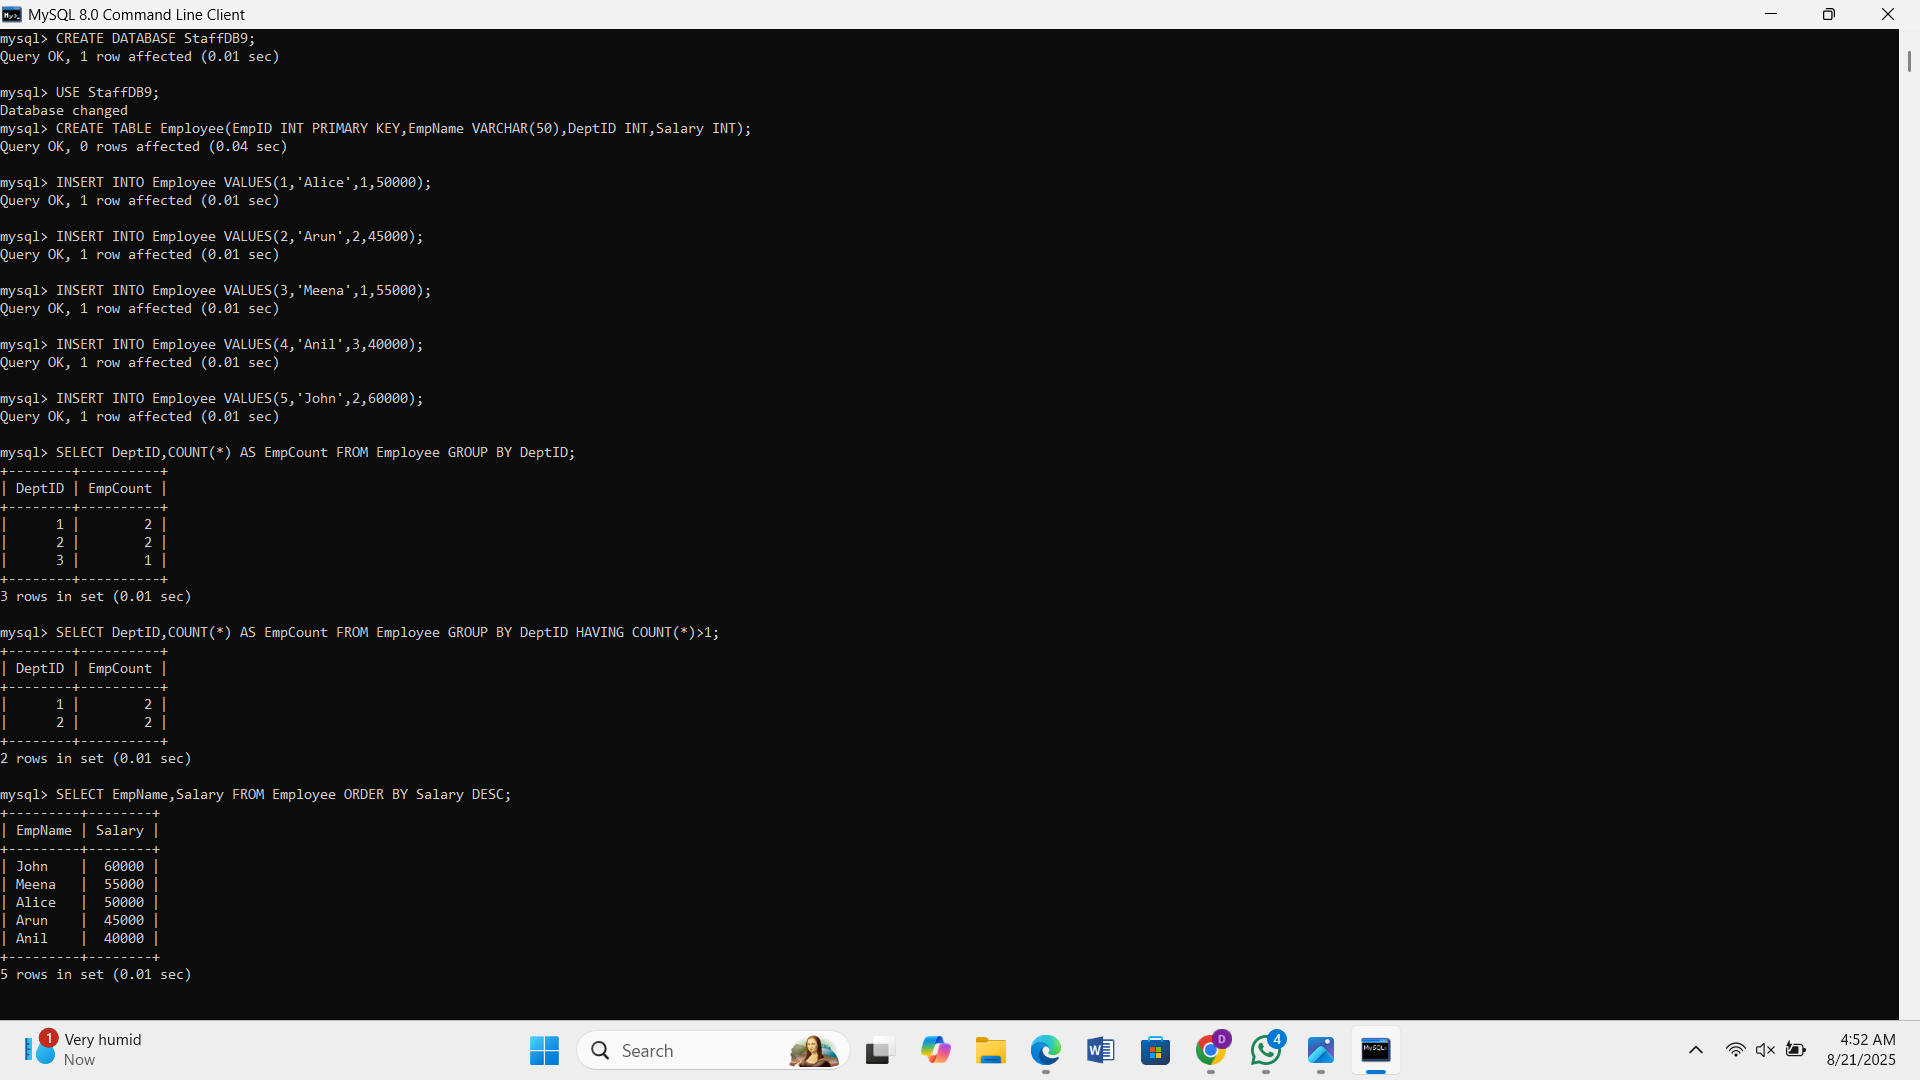 MySQL 8.0 Command Line Client
mysql> CREATE DATABASE StaffDB9;
Query OK, 1 row affected (0.01 sec)
mysql> USE StaffDB9;
Database changed
mysql> CREATE TABLE Employee(EmpID INT PRIMARY KEY,EmpName VARCHAR(50),DeptID INT,Salary INT);
Query OK, 0 rows affected (0.04 sec)
mysql> INSERT INTO Employee VALUES(1,'Alice',1,50000);
Query OK, 1 row affected (0.01 sec)
mysql> INSERT INTO Employee VALUES(2,'Arun',2,45000);
Query OK, 1 row affected (0.01 sec)
mysql> INSERT INTO Employee VALUES(3,'Meena',1,55000);
Query OK, 1 row affected (0.01 sec)
mysql> INSERT INTO Employee VALUES(4,'Anil',3,40000);
Query OK, 1 row affected (0.01 sec)
mysql> INSERT INTO Employee VALUES(5,'John',2,60000);
Query OK, 1 row affected (0.01 sec)
mysql> SELECT DeptID,COUNT(*) AS EmpCount FROM Employee GROUP BY DeptID;
+--------+----------+
| DeptID | EmpCount |
+--------+----------+
|      1 |        2 |
|      2 |        2 |
|      3 |        1 |
+--------+----------+
3 rows in set (0.01 sec)
mysql> SELECT DeptID,COUNT(*) AS EmpCount FROM Employee GROUP BY DeptID HAVING COUNT(*)>1;
+--------+----------+
| DeptID | EmpCount |
+--------+----------+
|      1 |        2 |
|      2 |        2 |
+--------+----------+
2 rows in set (0.01 sec)
mysql> SELECT EmpName,Salary FROM Employee ORDER BY Salary DESC;
+---------+--------+
| EmpName | Salary |
+---------+--------+
| John    |  60000 |
| Meena   |  55000 |
| Alice   |  50000 |
| Arun    |  45000 |
| Anil    |  40000 |
+---------+--------+
5 rows in set (0.01 sec)
1
Very humid
Now
Search
W
D
4
MySQL
4:52 AM
8/21/2025